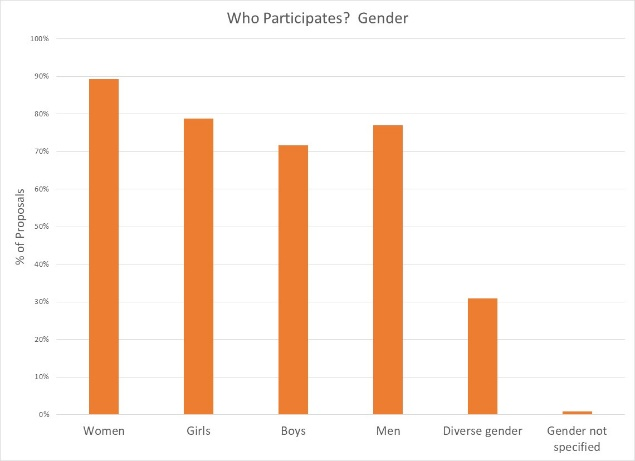 Who Participates?  Gender
% of Proposals
100%
90%
80%
70%
60%
50%
40%
30%
20%
10%
0%
Women
Girls
Boys
Men
Diverse gender
Gender not
specified